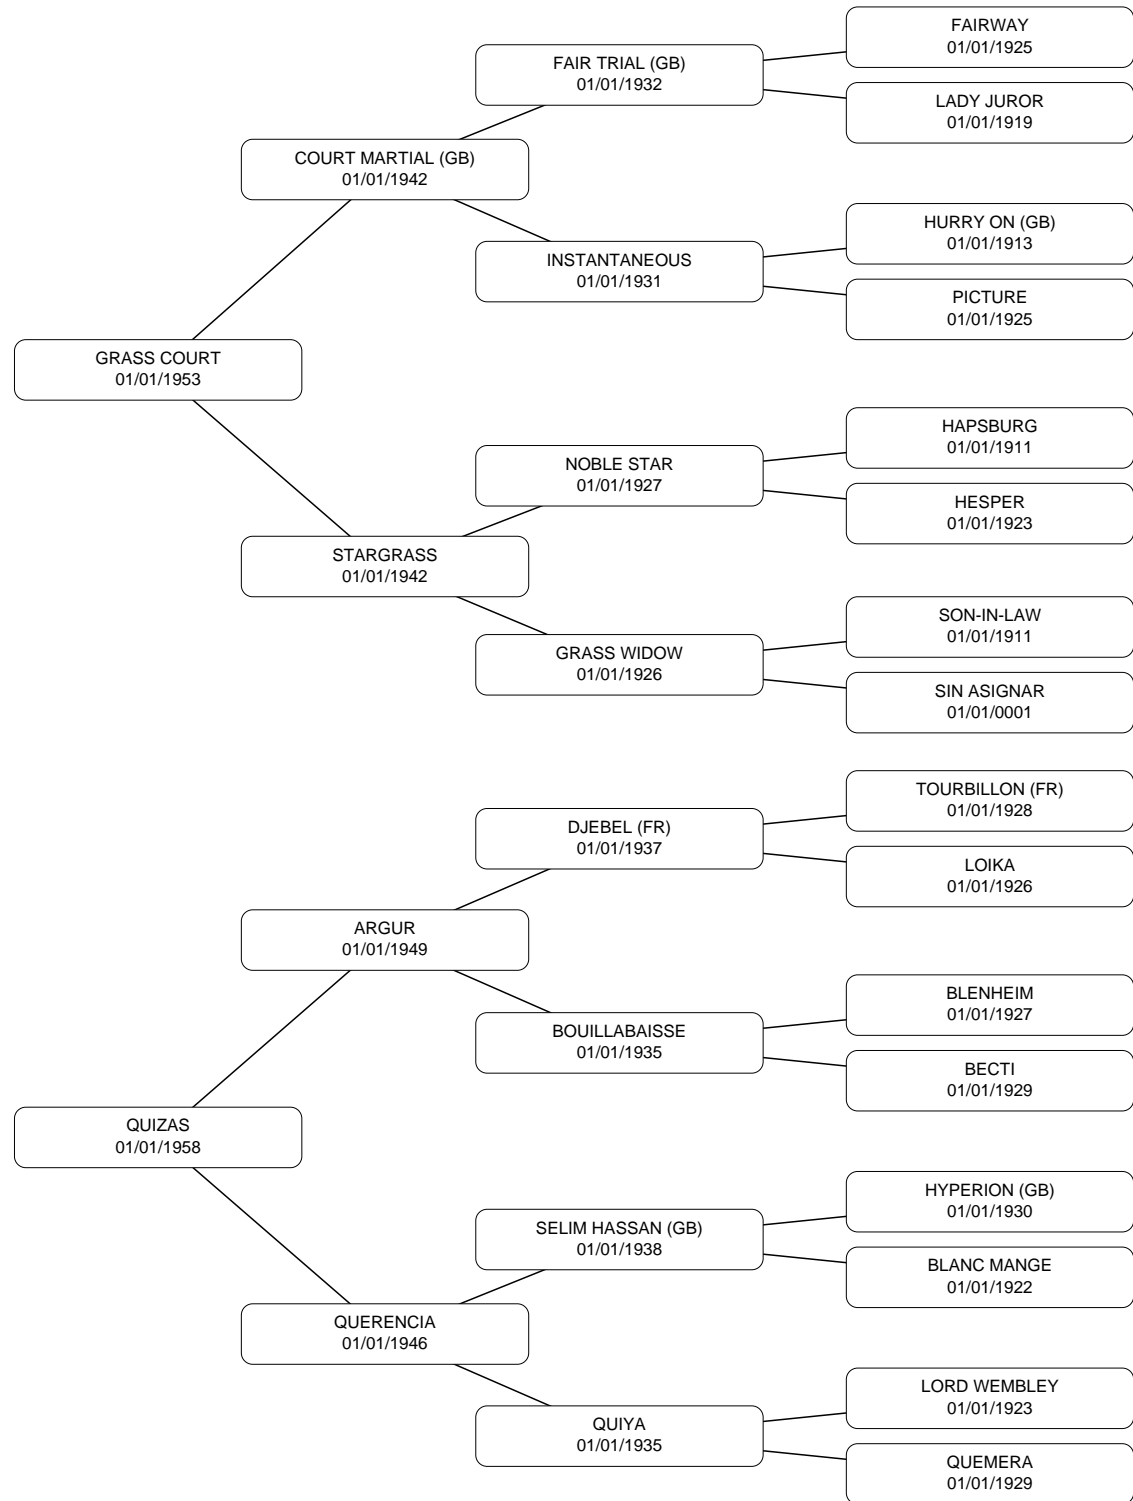 FAIRWAY
01/01/1925
FAIR TRIAL (GB)
01/01/1932
LADY JUROR
01/01/1919
COURT MARTIAL (GB)
01/01/1942
HURRY ON (GB)
01/01/1913
INSTANTANEOUS
01/01/1931
PICTURE
01/01/1925
GRASS COURT
01/01/1953
HAPSBURG
01/01/1911
NOBLE STAR
01/01/1927
HESPER
01/01/1923
STARGRASS
01/01/1942
SON-IN-LAW
01/01/1911
GRASS WIDOW
01/01/1926
SIN ASIGNAR
01/01/0001
TOURBILLON (FR)
01/01/1928
DJEBEL (FR)
01/01/1937
LOIKA
01/01/1926
ARGUR
01/01/1949
BLENHEIM
01/01/1927
BOUILLABAISSE
01/01/1935
BECTI
01/01/1929
QUIZAS
01/01/1958
HYPERION (GB)
01/01/1930
SELIM HASSAN (GB)
01/01/1938
BLANC MANGE
01/01/1922
QUERENCIA
01/01/1946
LORD WEMBLEY
01/01/1923
QUIYA
01/01/1935
QUEMERA
01/01/1929